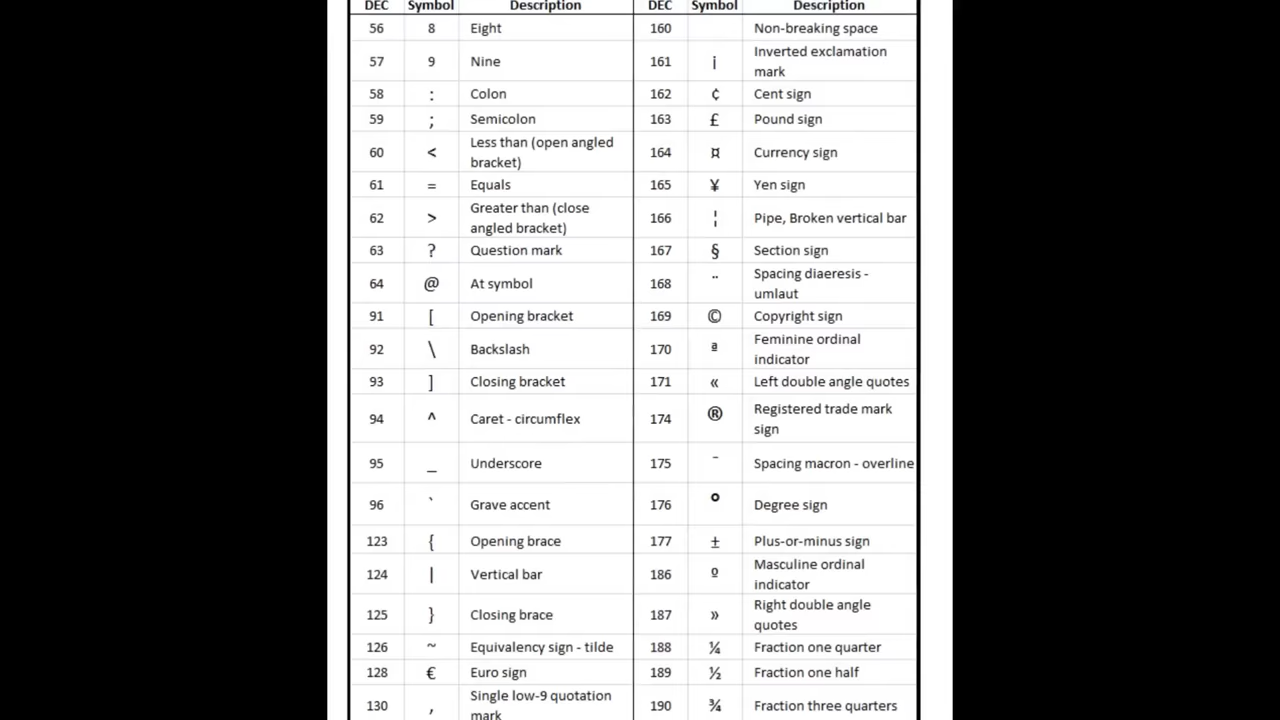 DEC Symbol Description DEC Symbol Description
56 8 Eight 160 Non-breaking space
57 9 Nine 161 ¡ Inverted exclamation
mark
58 : Colon 162 ¢ Cent sign
59 ; Semicolon 163 £ Pound sign
60 < Less than (open angled
bracket) 164 ¤ Currency sign
61 = Equals 165 ¥ Yen sign
62 > Greater than (close
angled bracket) 166 ¦ Pipe, Broken vertical bar
63 ? Question mark 167 § Section sign
64 @ At symbol 168 ¨ Spacing diaeresis -
umlaut
91 [ Opening bracket 169 © Copyright sign
92 \ Backslash 170 ª Feminine ordinal
indicator
93 ] Closing bracket 171 « Left double angle quotes
94 ^ Caret - circumflex 174 ® Registered trade mark
sign
95 _ Underscore 175 ¯ Spacing macron - overline
96 ` Grave accent 176 ° Degree sign
123 { Opening brace 177 ± Plus-or-minus sign
124 | Vertical bar 186 º Masculine ordinal
indicator
125 } Closing brace 187 » Right double angle
quotes
126 ~ Equivalency sign - tilde 188 ¼ Fraction one quarter
128 € Euro sign 189 ½ Fraction one half
130 ‚ Single low-9 quotation
mark 190 ¾ Fraction three quarters